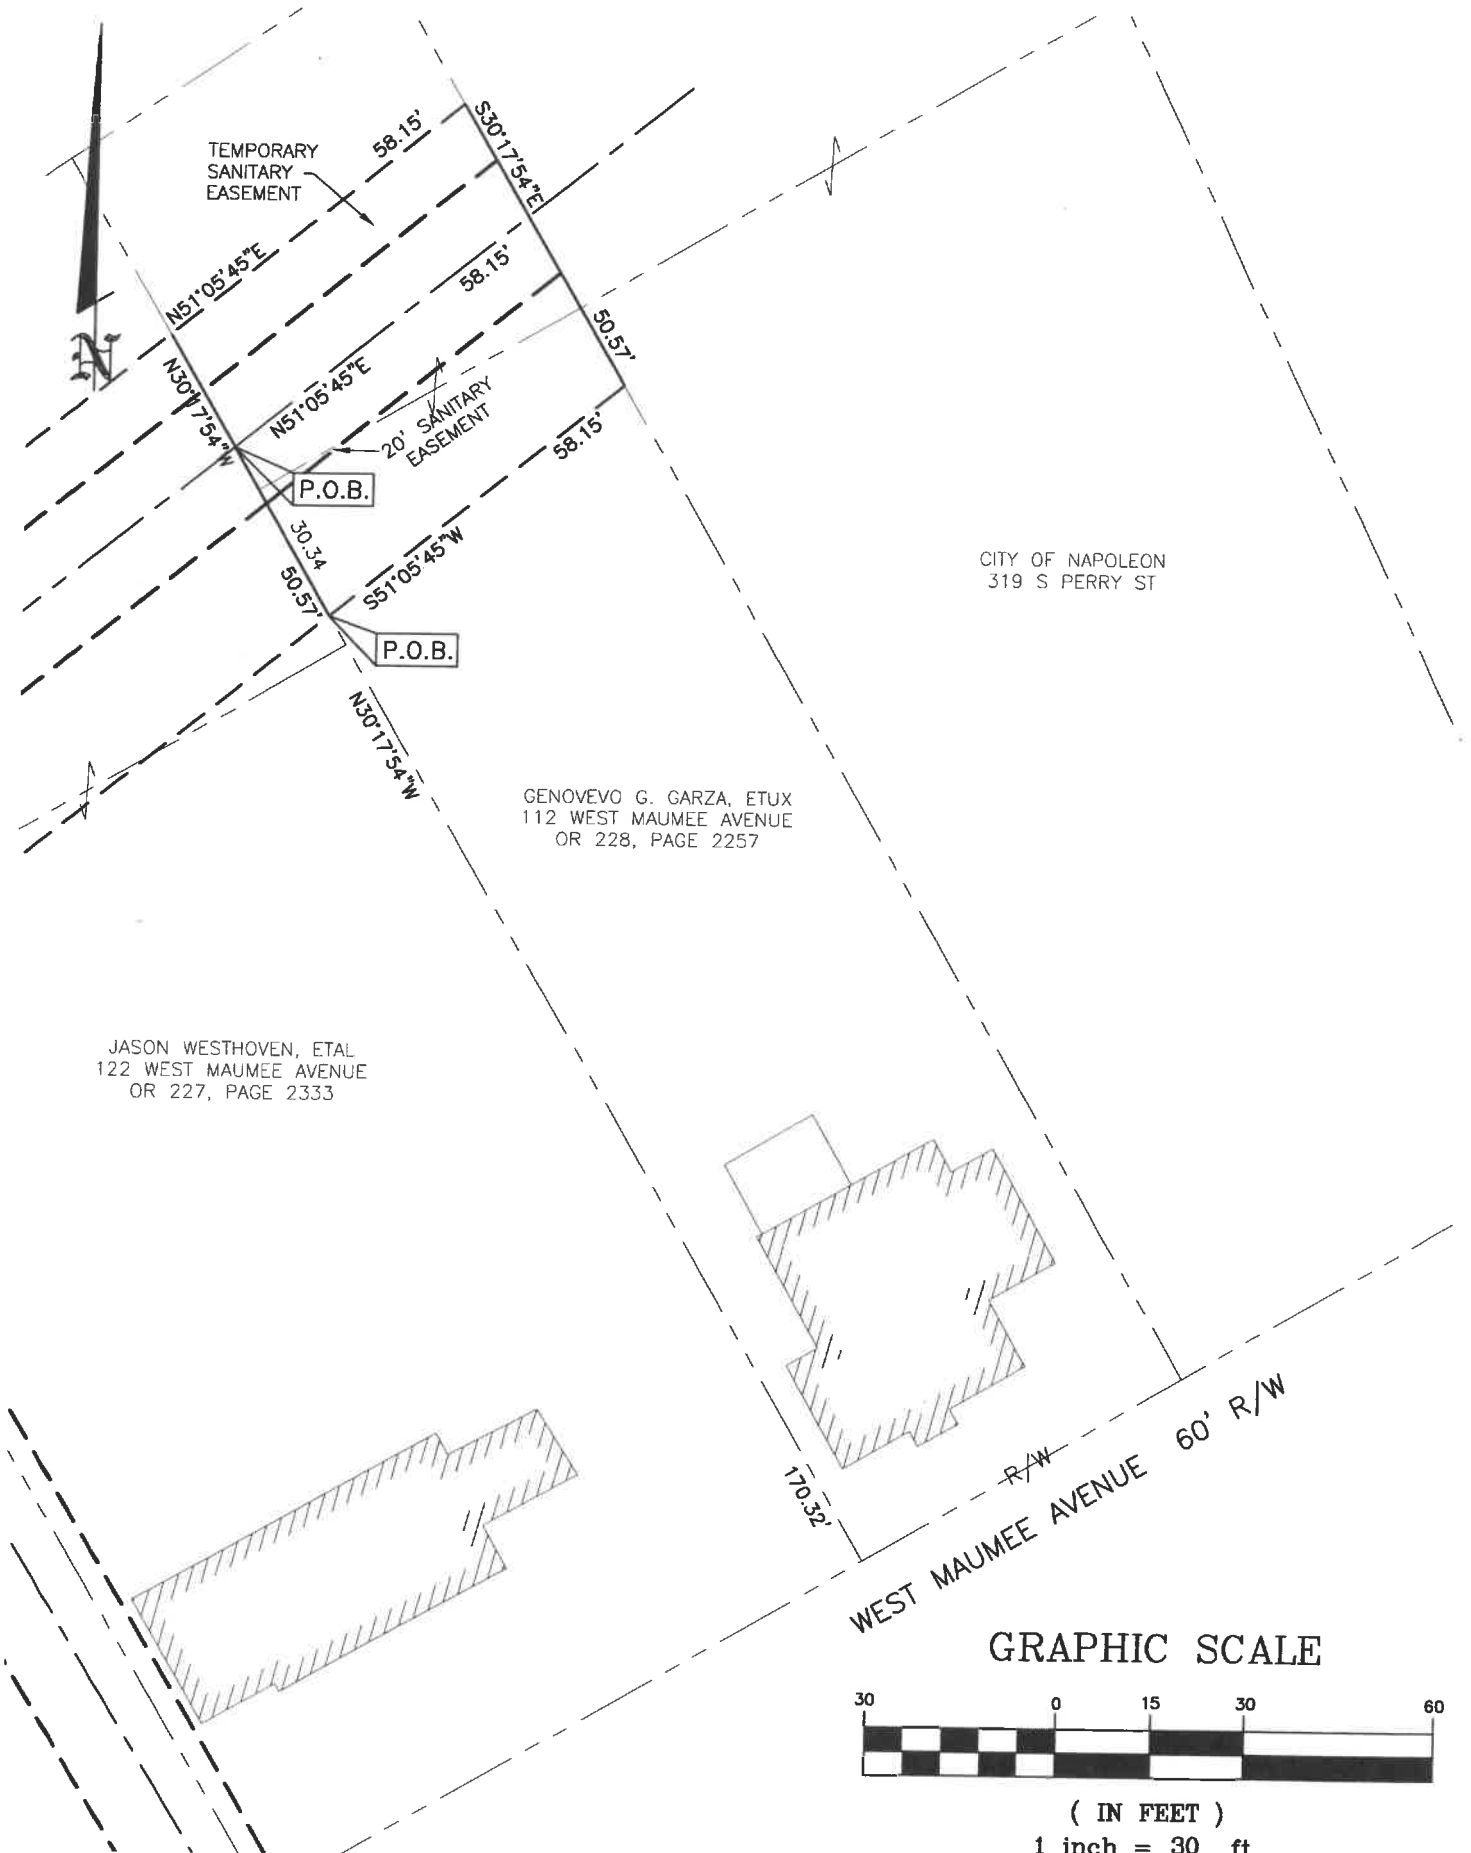 58.15'
S30°17'54"E
TEMPORARY
SANITARY
EASEMENT
N51°05'45"E
58.15'
50.57'
N
N30°17'54"W
N51°05'45"E
20' SANITARY
EASEMENT
58.15'
P.O.B.
30.34
50.57'
S51°05'45"W
P.O.B.
CITY OF NAPOLEON
319 S PERRY ST
N30°17'54"W
GENOVEVO G. GARZA, ETUX
112 WEST MAUMEE AVENUE
OR 228, PAGE 2257
JASON WESTHOVEN, ETAL
122 WEST MAUMEE AVENUE
OR 227, PAGE 2333
170.32'
R/W
WEST MAUMEE AVENUE 60' R/W
GRAPHIC SCALE
30 0 15 30 60
( IN FEET )
1 inch = 30 ft